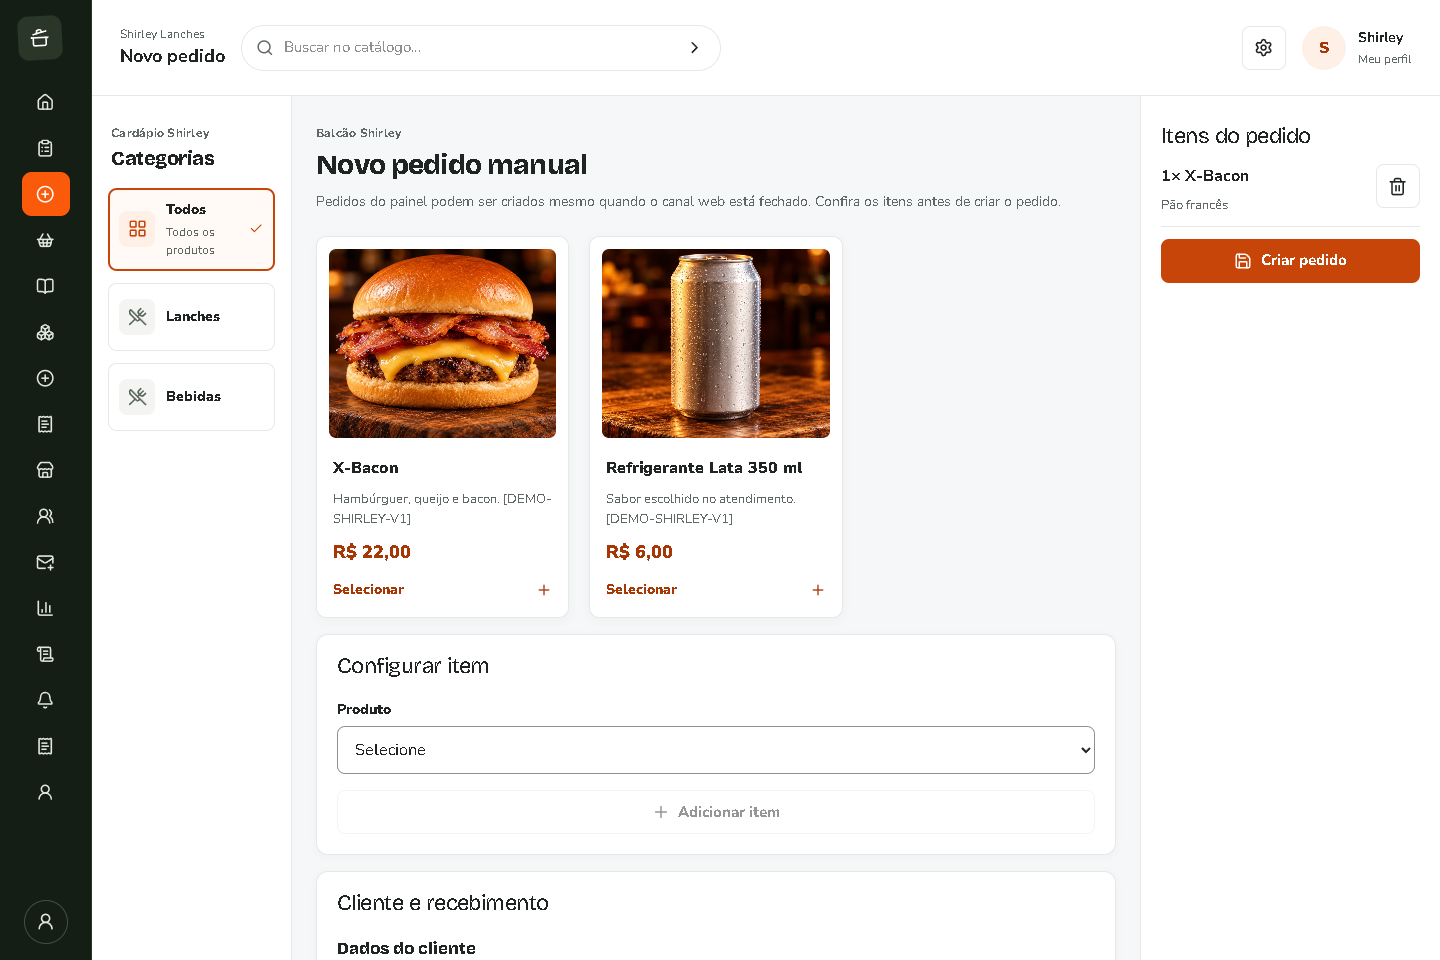 Shirley Lanches
Novo pedido
Buscar no catálogo...
S
Shirley
Meu perfil
Cardápio Shirley
Categorias
Todos
Todos os
produtos
Lanches
Bebidas
Balcão Shirley
Novo pedido manual
Pedidos do painel podem ser criados mesmo quando o canal web está fechado. Confira os itens antes de criar o pedido.
X-Bacon
Hambúrguer, queijo e bacon. [DEMO-
SHIRLEY-V1]
R$ 22,00
Selecionar
Refrigerante Lata 350 ml
Sabor escolhido no atendimento.
[DEMO-SHIRLEY-V1]
R$ 6,00
Selecionar
Configurar item
Produto
Selecione
Adicionar item
Cliente e recebimento
Dados do cliente
Itens do pedido
1× X-Bacon
Pão francês
Criar pedido